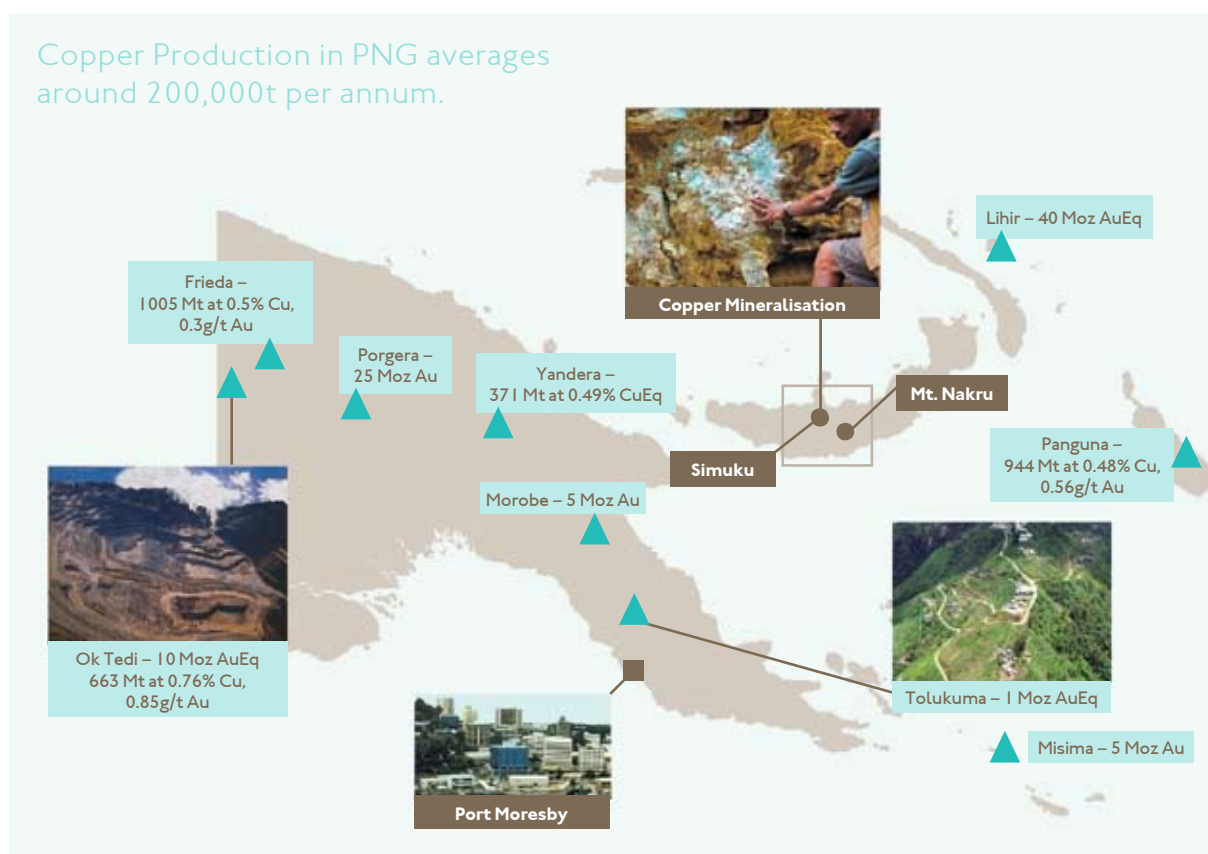 Copper Production in PNG averages
around 200,000t per annum.
Lihir – 40 Moz AuEq
Frieda –
1005 Mt at 0.5% Cu,
0.3g/t Au
Copper Mineralisation
Porgera –
25 Moz Au
Yandera –
371 Mt at 0.49% CuEq
Mt. Nakru
Simuku
Panguna –
944 Mt at 0.48% Cu,
0.56g/t Au
Morobe – 5 Moz Au
Ok Tedi – 10 Moz AuEq
663 Mt at 0.76% Cu,
0.85g/t Au
Tolukuma – 1 Moz AuEq
Misima – 5 Moz Au
Port Moresby